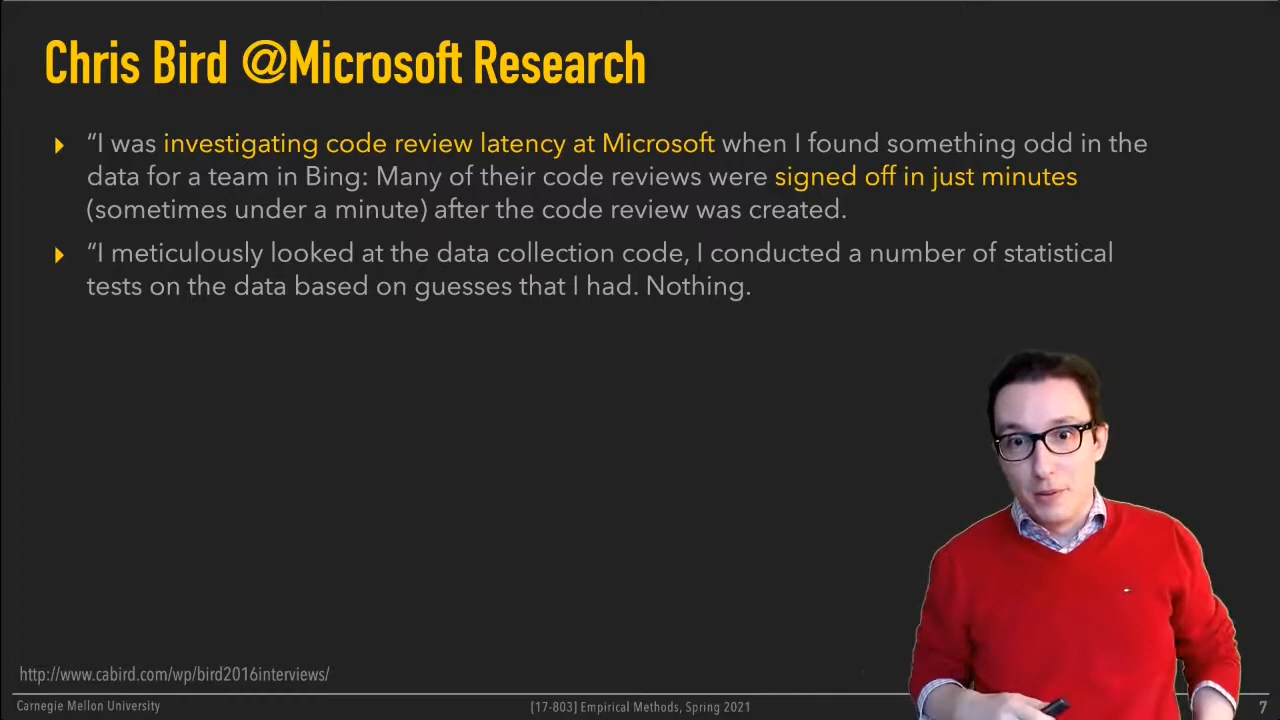 Chris Bird @Microsoft Research
“I was investigating code review latency at Microsoft when I found something odd in the
data for a team in Bing: Many of their code reviews were signed off in just minutes
(sometimes under a minute) after the code review was created.
“I meticulously looked at the data collection code, I conducted a number of statistical
tests on the data based on guesses that I had. Nothing.
http://www.cabird.com/wp/bird2016interviews/
Carnegie Mellon University
[17-803] Empirical Methods, Spring 2021
7